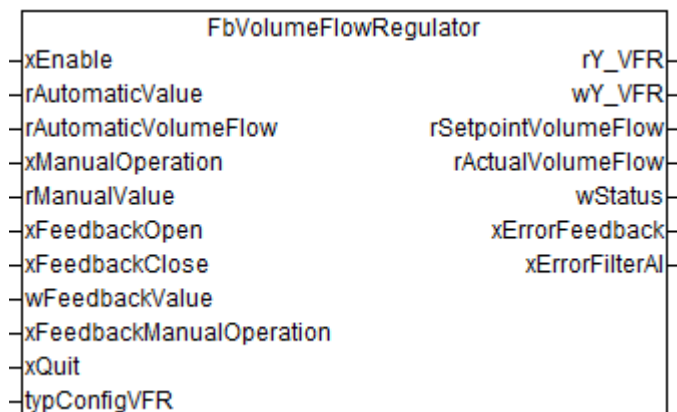 FbVolumeFlowRegulator
xEnable rY_VFR
rAutomaticValue wY_VFR
rAutomaticVolumeFlow rSetpointVolumeFlow
xManualOperation rActualVolumeFlow
rManualValue wStatus
xFeedbackOpen xErrorFeedback
xFeedbackClose xErrorFilterAI
wFeedbackValue
xFeedbackManualOperation
xQuit
typConfigVFR